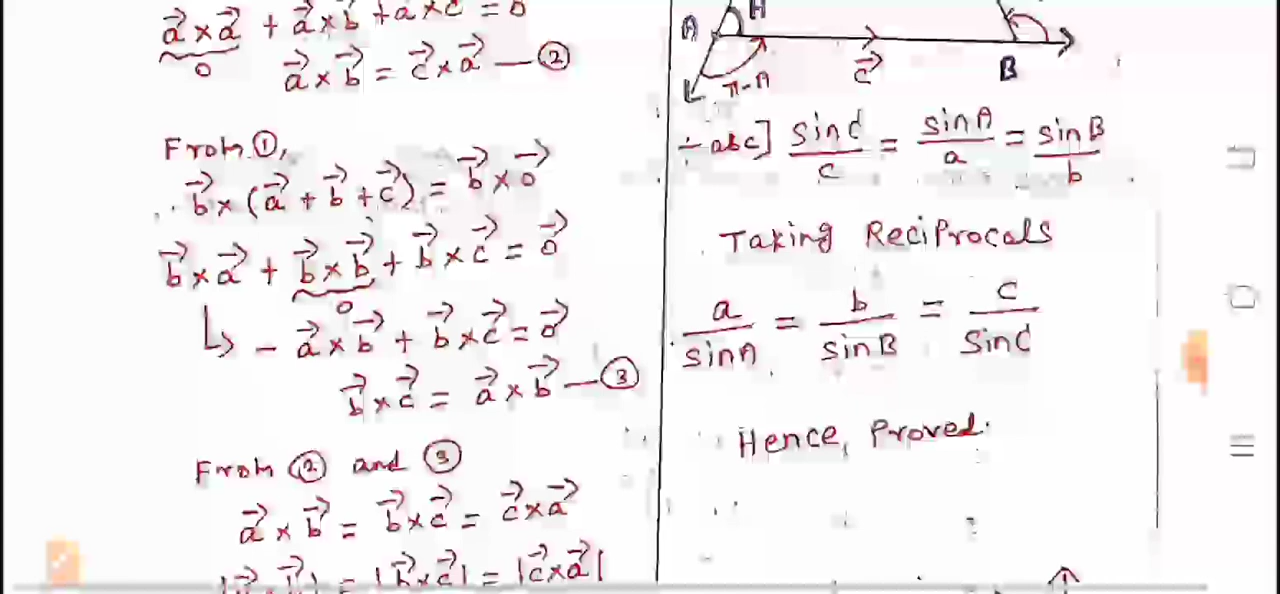 a⃗ × a⃗ + a⃗ × b⃗ + a⃗ × c⃗ = 0
0
a⃗ × b⃗ = c⃗ × a⃗ — ②
From ①,
b⃗ × (a⃗ + b⃗ + c⃗) = b⃗ × 0⃗
b⃗ × a⃗ + b⃗ × b⃗ + b⃗ × c⃗ = 0⃗
0
↳ - a⃗ × b⃗ + b⃗ × c⃗ = 0⃗
b⃗ × c⃗ = a⃗ × b⃗ — ③
From ② and ③
a⃗ × b⃗ = b⃗ × c⃗ = c⃗ × a⃗
|a⃗ × b⃗| = |b⃗ × c⃗| = |c⃗ × a⃗|
A A
π-A c⃗ B
÷ abc] sinC/c = sinA/a = sinB/b
Taking Reciprocals
a/sinA = b/sinB = c/sinC
Hence, Proved.